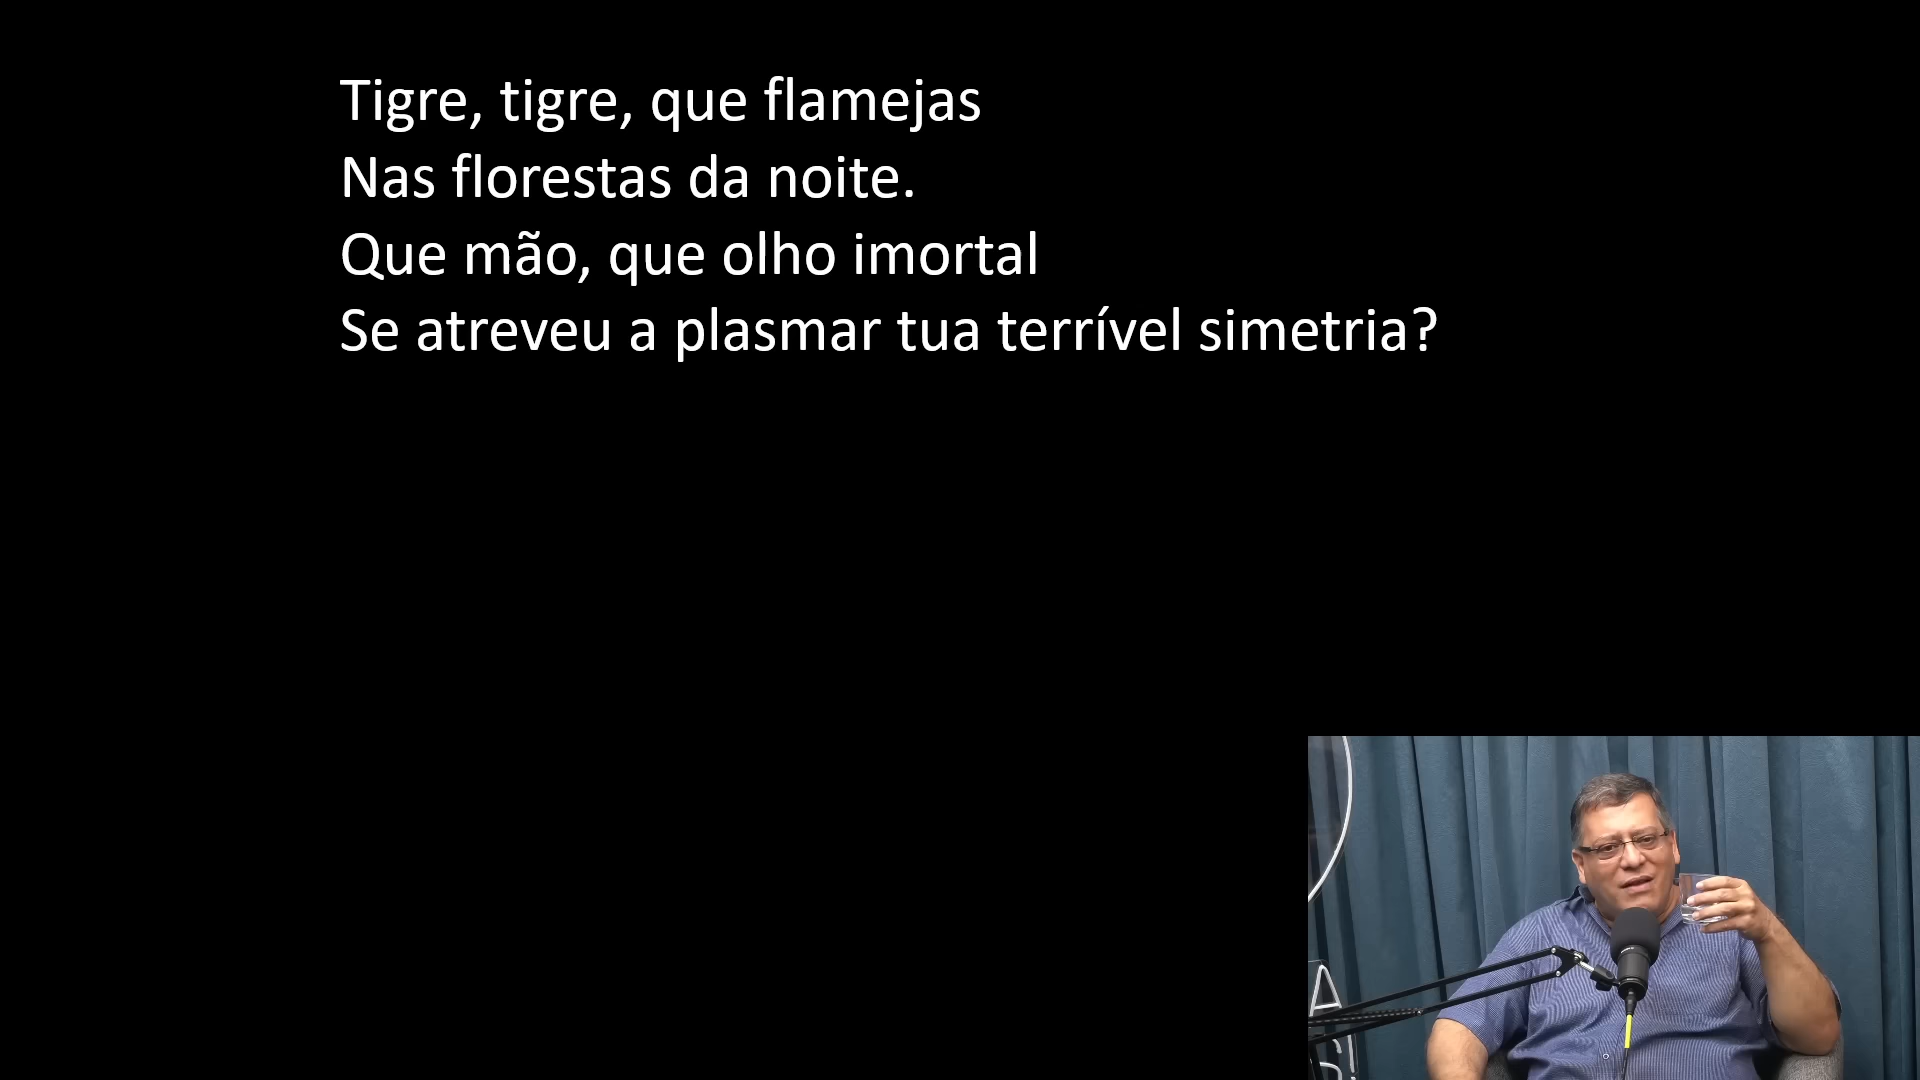 Tigre, tigre, que flamejas
Nas florestas da noite.
Que mão, que olho imortal
Se atreveu a plasmar tua terrível simetria?